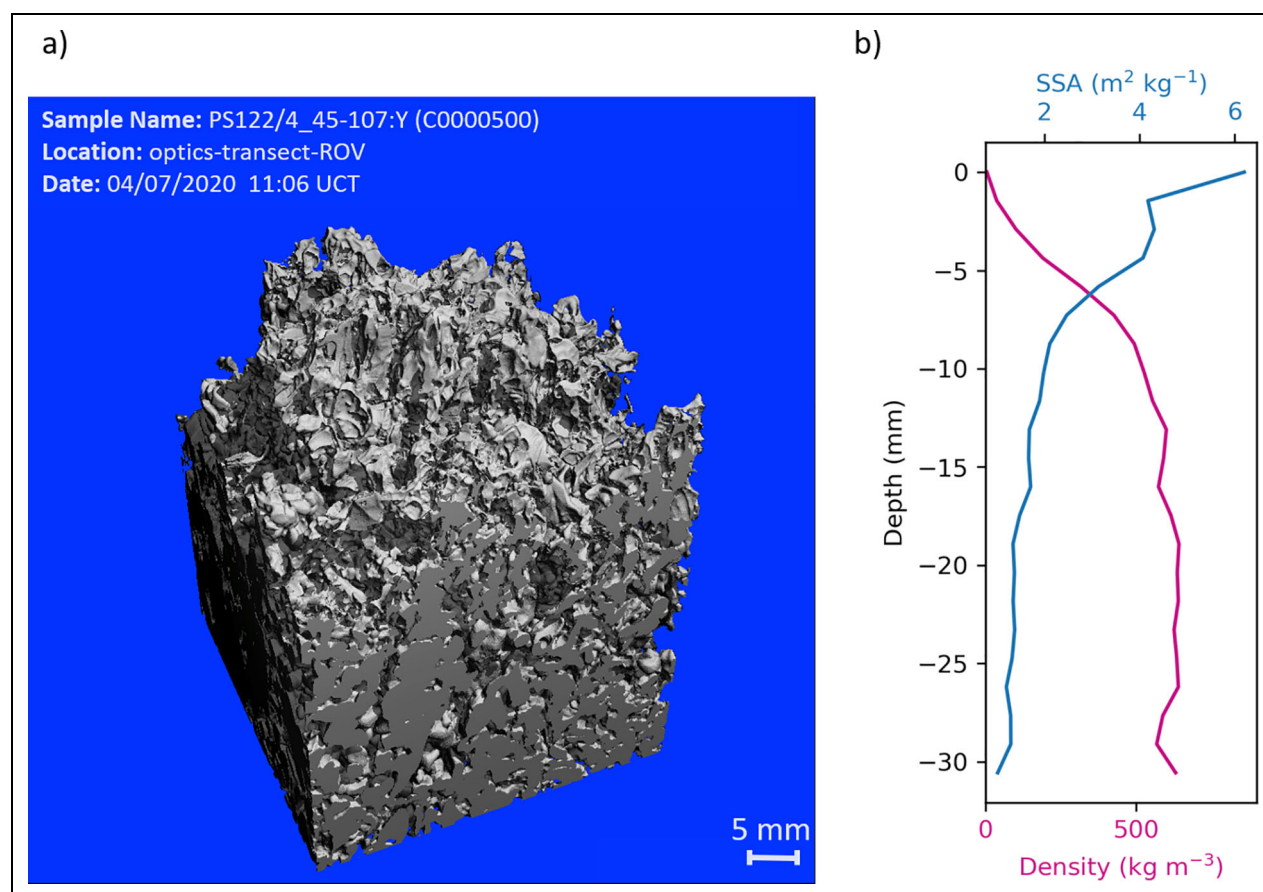 a)
Sample Name: PS122/4_45-107:Y (C0000500)
Location: optics-transect-ROV
Date: 04/07/2020 11:06 UCT
5 mm
b)
SSA (m² kg⁻¹)
2 4 6
0
−5
−10
−15
−20
−25
−30
Depth (mm)
0 500
Density (kg m⁻³)